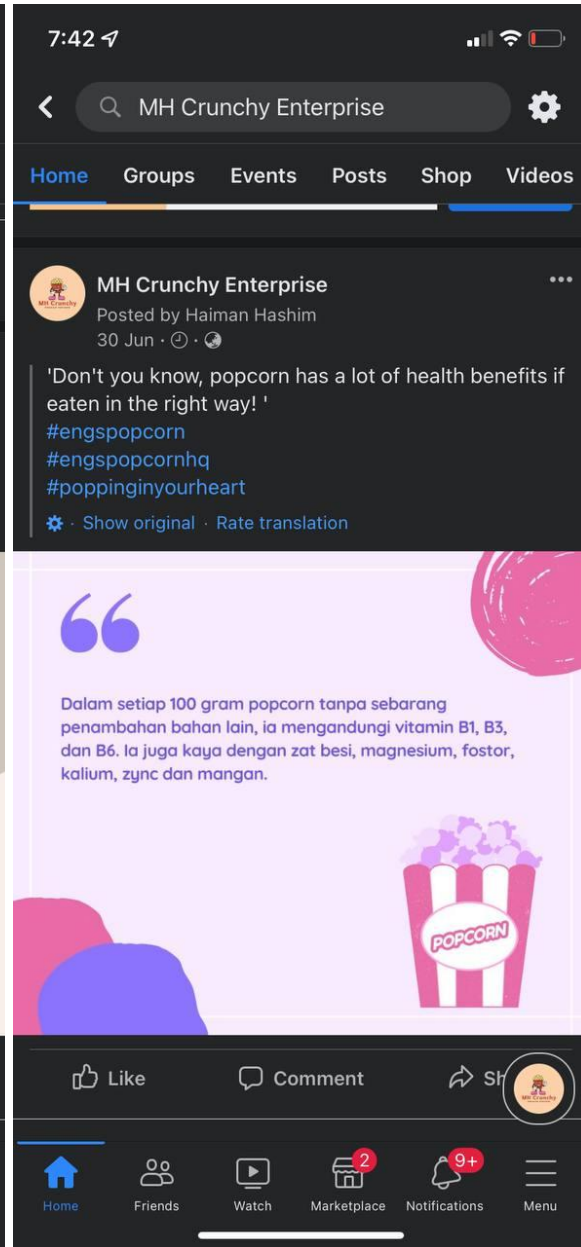 7:42
MH Crunchy Enterprise
Home Groups Events Posts Shop Videos
MH Crunchy Enterprise
Posted by Haiman Hashim
30 Jun
'Don't you know, popcorn has a lot of health benefits if
eaten in the right way! '
#engspopcorn
#engspopcornhq
#poppinginyourheart
Show original · Rate translation
Dalam setiap 100 gram popcorn tanpa sebarang
penambahan bahan lain, ia mengandungi vitamin B1, B3,
dan B6. Ia juga kaya dengan zat besi, magnesium, fostor,
kalium, zync dan mangan.
POPCORN
Like Comment Sh
MH Crunchy
2 9+
Home Friends Watch Marketplace Notifications Menu